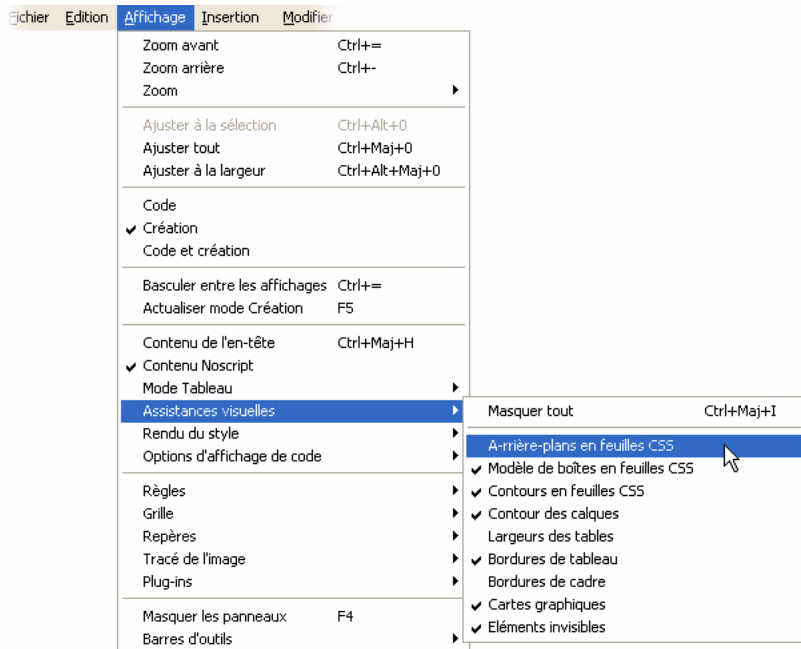 Fichier Edition Affichage Insertion Modifier
Zoom avant Ctrl+=
Zoom arrière Ctrl+-
Zoom
Ajuster à la sélection Ctrl+Alt+0
Ajuster tout Ctrl+Maj+0
Ajuster à la largeur Ctrl+Alt+Maj+0
Code
Création
Code et création
Basculer entre les affichages Ctrl+=
Actualiser mode Création F5
Contenu de l'en-tête Ctrl+Maj+H
Contenu Noscript
Mode Tableau
Assistances visuelles
Rendu du style
Options d'affichage de code
Règles
Grille
Repères
Tracé de l'image
Plug-ins
Masquer les panneaux F4
Barres d'outils
Masquer tout Ctrl+Maj+I
A-rrière-plans en feuilles CSS
Modèle de boîtes en feuilles CSS
Contours en feuilles CSS
Contour des calques
Largeurs des tables
Bordures de tableau
Bordures de cadre
Cartes graphiques
Eléments invisibles